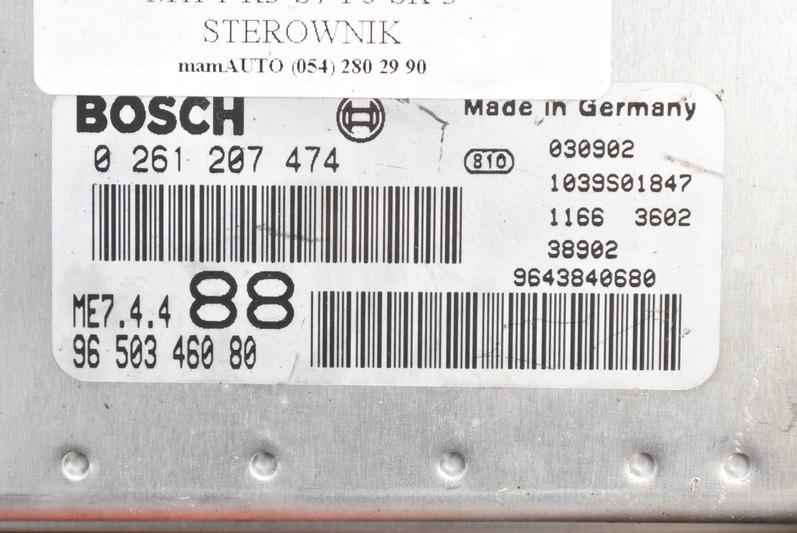 STEROWNIK
mamAUTO (054) 280 29 90
BOSCH
Made in Germany
0 261 207 474
810
030902
1039S01847
1166 3602
38902
9643840680
ME7.4.4 88
96 503 460 80